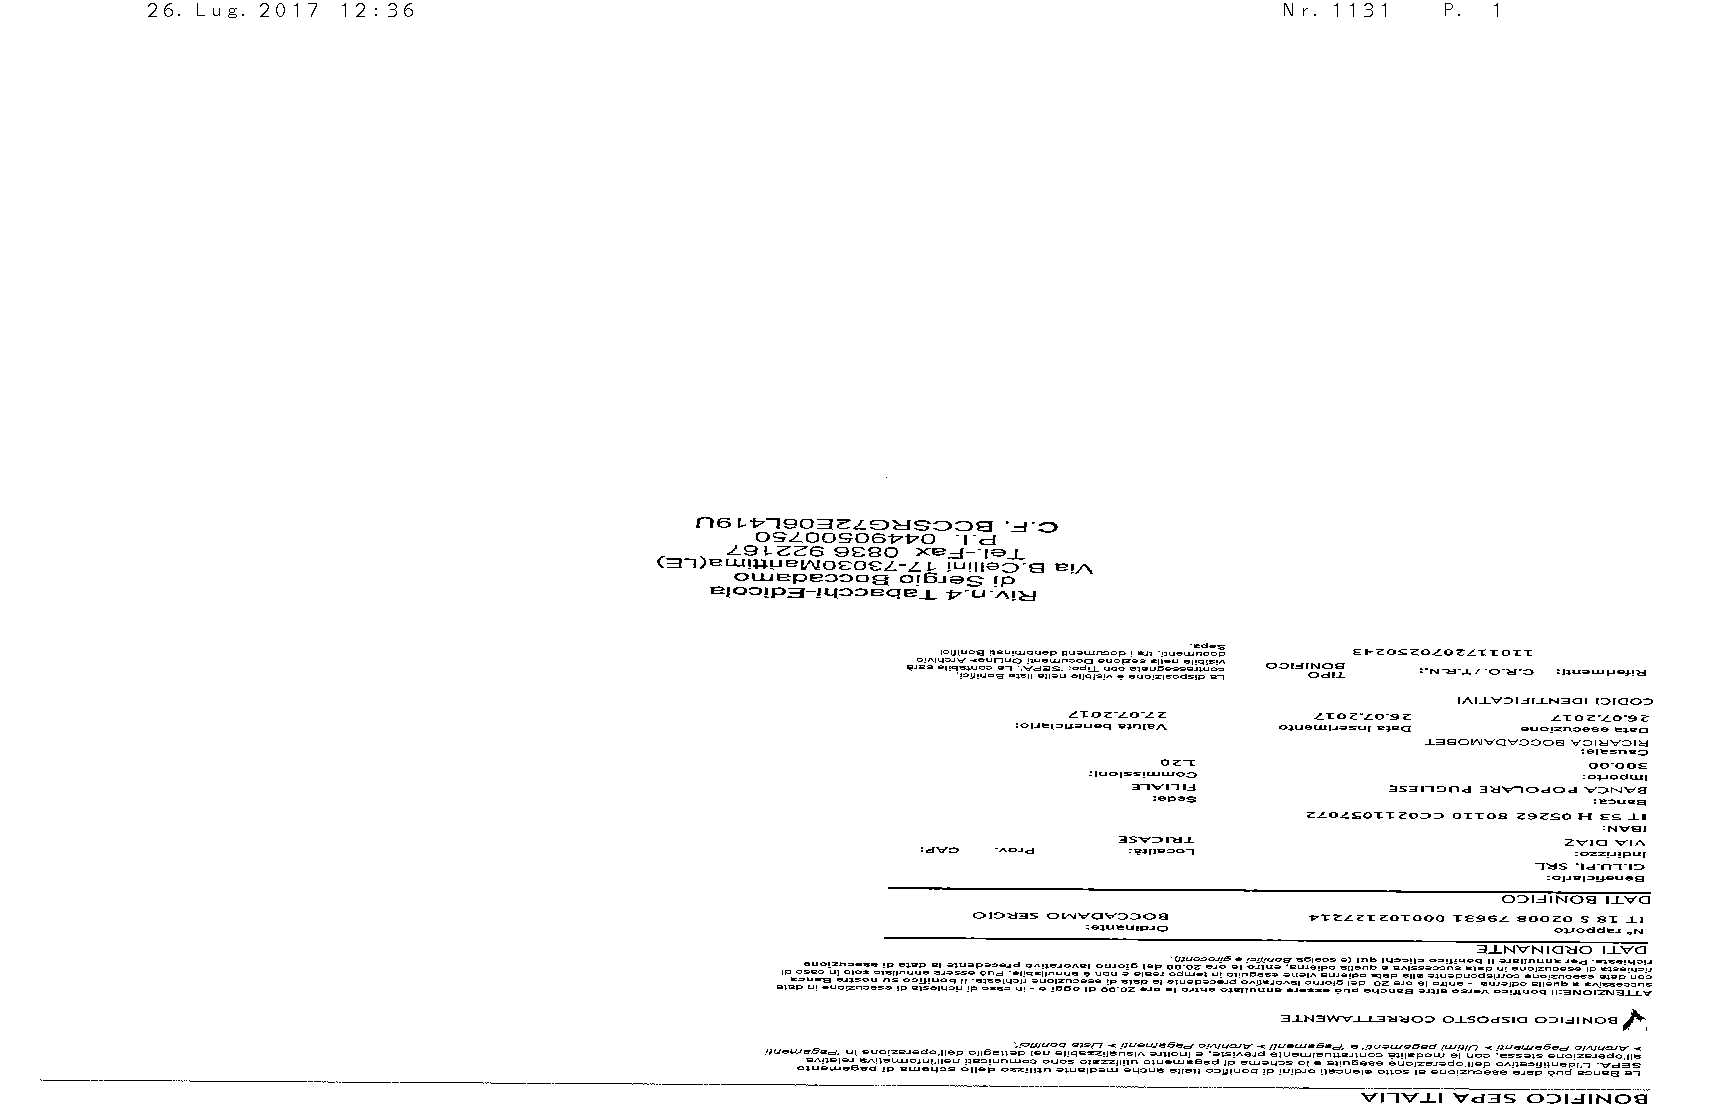 26. Lug. 2017 12:36 Nr. 1131 P. 1
BONIFICO SEPA ITALIA
La Banca può dare esecuzione ai sotto elencati ordini di bonifico Italia anche mediante utilizzo dello schema di pagamento
SEPA. L'identificativo dell'operazione eseguita e lo schema di pagamento utilizzato sono comunicati nell'informativa relativa
all'operazione stessa, con le modalità contrattualmente previste, e inoltre visualizzabile nel dettaglio dell'operazione in 'Pagamenti
> Archivio Pagamenti > Ultimi pagamenti' e 'Pagamenti > Archivio Pagamenti > Lista bonifici'.
BONIFICO DISPOSTO CORRETTAMENTE
ATTENZIONE:Il bonifico verso altre Banche può essere annullato entro le ore 20.00 di oggi o - in caso di richiesta di esecuzione in data
successiva a quella odierna - entro le ore 20 del giorno lavorativo precedente la data di esecuzione richiesta. Il bonifico su nostra Banca
con data esecuzione corrispondente alla data odierna viene eseguito in tempo reale e non è annullabile. Può essere annullato solo in caso di
richiesta di esecuzione in data successiva a quella odierna, entro le ore 20.00 del giorno lavorativo precedente la data di esecuzione
richiesta. Per annullare il bonifico clicchi qui (e scelga Bonifici e giroconti).
DATI ORDINANTE
N° rapporto Ordinante:
IT 18 S 02008 79631 000102127214 BOCCADAMO SERGIO
DATI BONIFICO
Beneficiario:
CI.LU.PI. SRL
Indirizzo: Località: Prov. CAP:
VIA DIAZ TRICASE
IBAN:
IT 53 H 05262 80110 CC0211057072
Banca: Sede:
BANCA POPOLARE PUGLIESE FILIALE
Importo: Commissioni:
300.00 1.20
Causale:
RICARICA BOCCADAMOBET
Data esecuzione Data Inserimento Valuta beneficiario:
26.07.2017 26.07.2017 27.07.2017
CODICI IDENTIFICATIVI
Riferimenti: C.R.O./T.R.N.: TIPO BONIFICO La disposizione è visibile nella lista Bonifici,
contrassegnata con Tipo: 'SEPA'. La contabile sarà
visibile nella sezione Documenti OnLine> Archivio
1101172070250243 documenti, tra i documenti denominati Bonifici
Sepa.
Riv.n.4 Tabacchi-Edicola
di Sergio Boccadamo
Via B.Cellini 17-73030Marittima(LE)
Tel.-Fax 0836 922167
P.I. 04490500750
C.F. BCCSRG72E06L419U